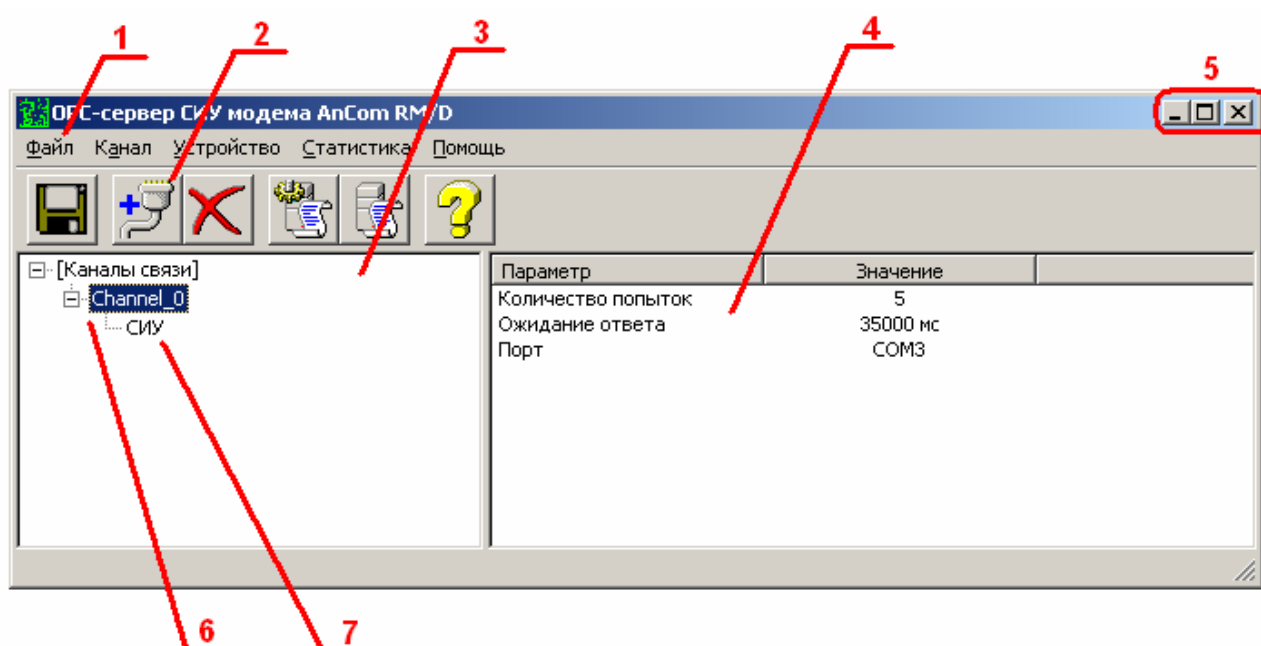 1 2 3 4
5
OPC-сервер СИУ модема AnCom RM/D
Файл Канал Устройство Статистика Помощь
[Каналы связи]
Channel_0
СИУ
Параметр Значение
Количество попыток 5
Ожидание ответа 35000 мс
Порт COM3
6 7